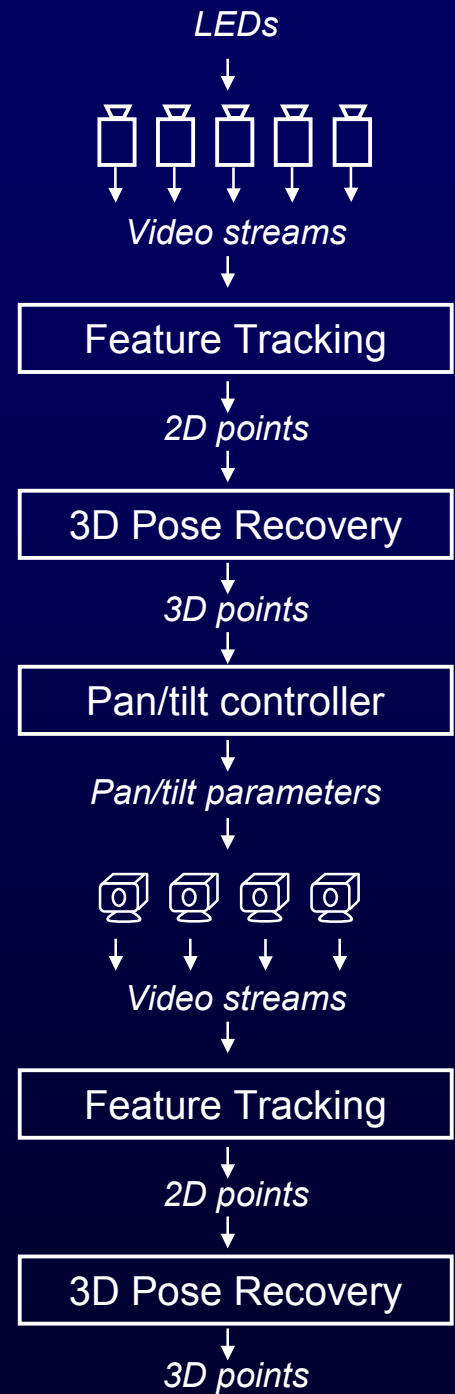 LEDs
Video streams
Feature Tracking
2D points
3D Pose Recovery
3D points
Pan/tilt controller
Pan/tilt parameters
Video streams
Feature Tracking
2D points
3D Pose Recovery
3D points